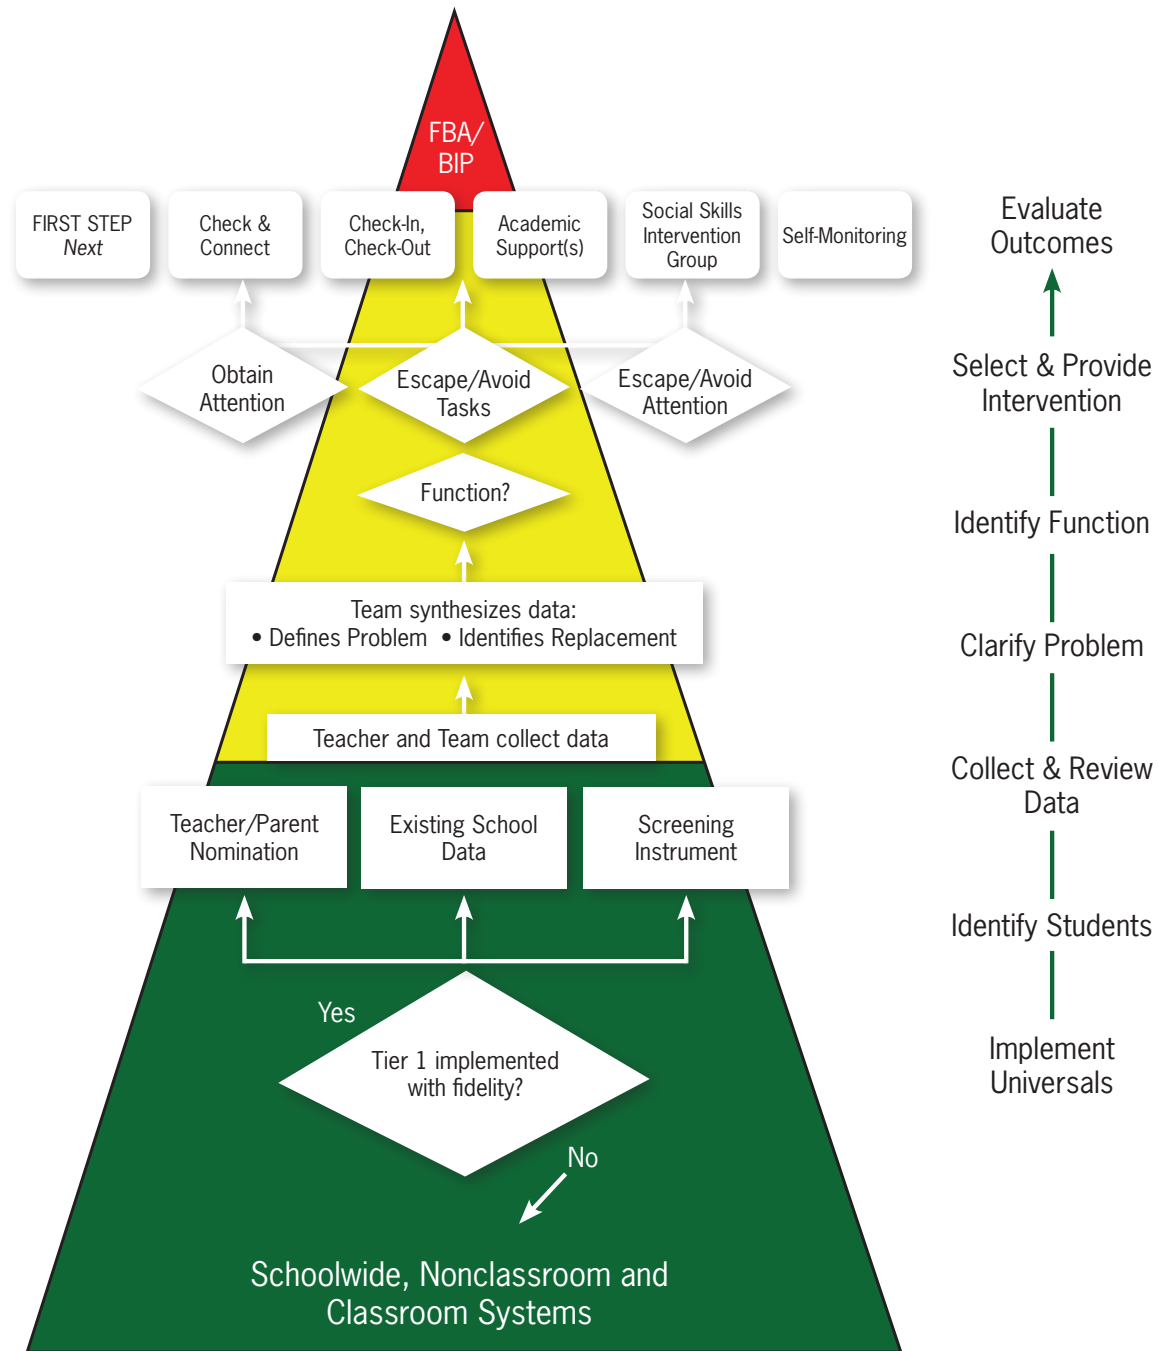 FBA/
BIP
FIRST STEP
Next
Check &
Connect
Check-In,
Check-Out
Academic
Support(s)
Social Skills
Intervention
Group
Self-Monitoring
Obtain
Attention
Escape/Avoid
Tasks
Escape/Avoid
Attention
Function?
Team synthesizes data:
• Defines Problem • Identifies Replacement
Teacher and Team collect data
Teacher/Parent
Nomination
Existing School
Data
Screening
Instrument
Yes
Tier 1 implemented
with fidelity?
No
Schoolwide, Nonclassroom and
Classroom Systems
Evaluate
Outcomes
Select & Provide
Intervention
Identify Function
Clarify Problem
Collect & Review
Data
Identify Students
Implement
Universals